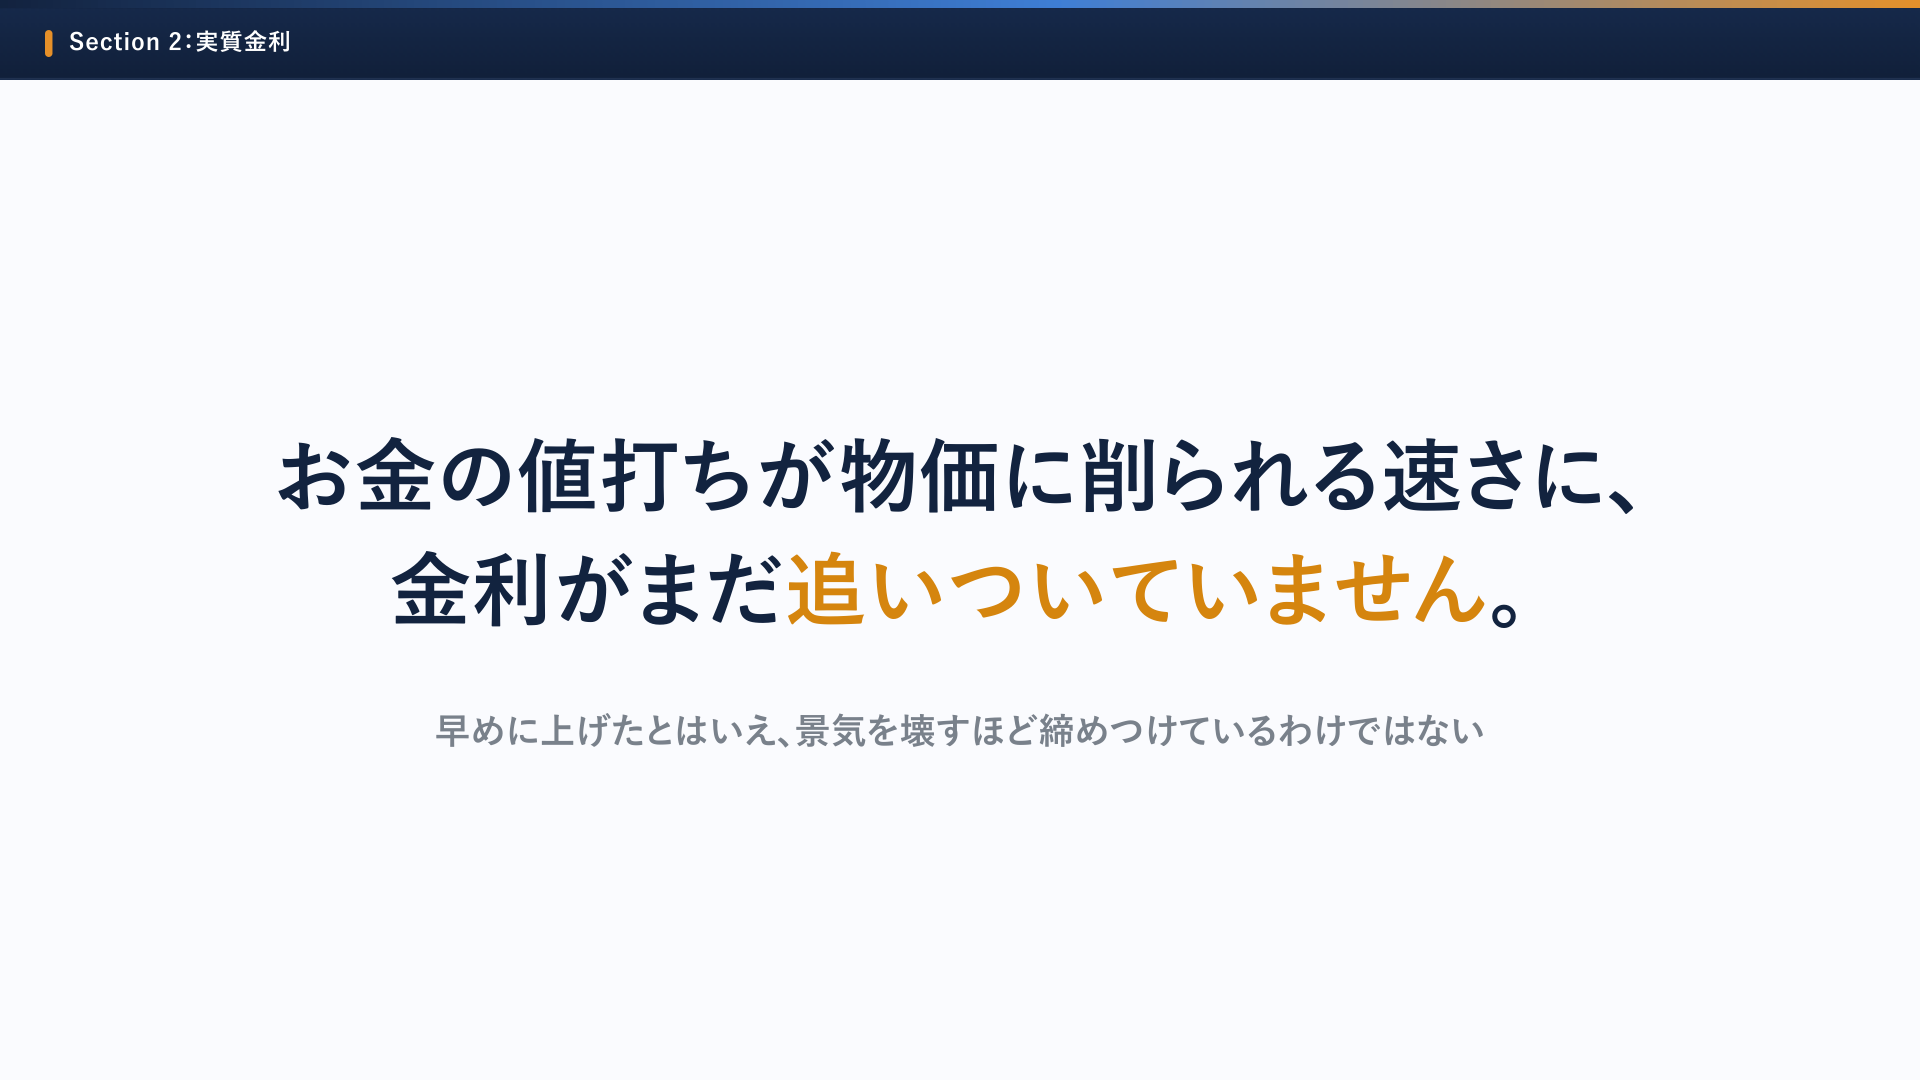 Section 2：実質金利
お金の値打ちが物価に削られる速さに、
金利がまだ追いついていません。
早めに上げたとはいえ、景気を壊すほど締めつけているわけではない